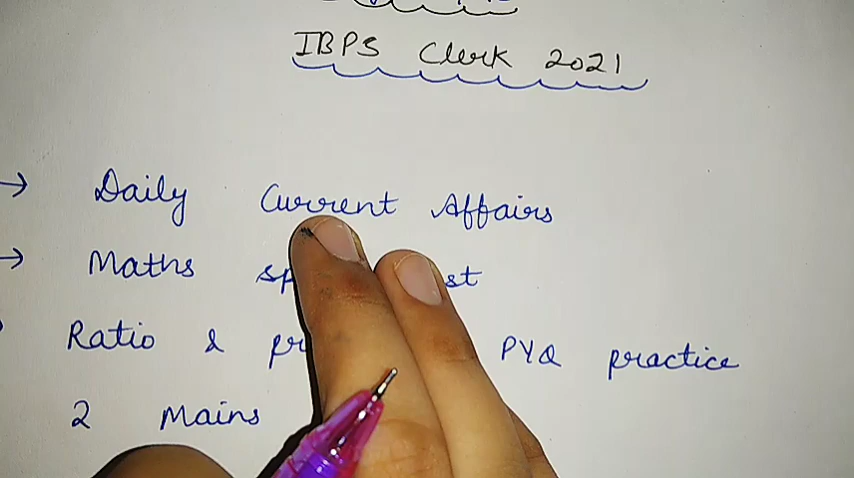 IBPS Clerk 2021
→ Daily Current Affairs
→ Maths
Ratio & PYQ practice
2 Mains